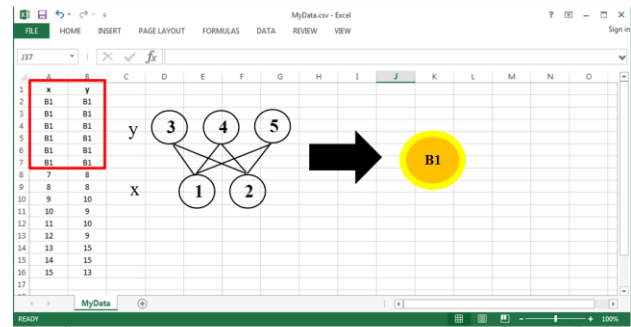 MyData.csv - Excel
FILE HOME INSERT PAGE LAYOUT FORMULAS DATA REVIEW VIEW Sign in
J37 fx
A B C D E F G H I J K L M N O
1 x y
2 B1 B1
3 B1 B1
4 B1 B1
5 B1 B1
6 B1 B1
7 B1 B1
8 7 8
9 8 8
10 9 10
11 10 9
12 11 10
13 12 9
14 13 15
15 14 15
16 15 13
17
y 3 4 5
B1
x 1 2
MyData
READY 100%